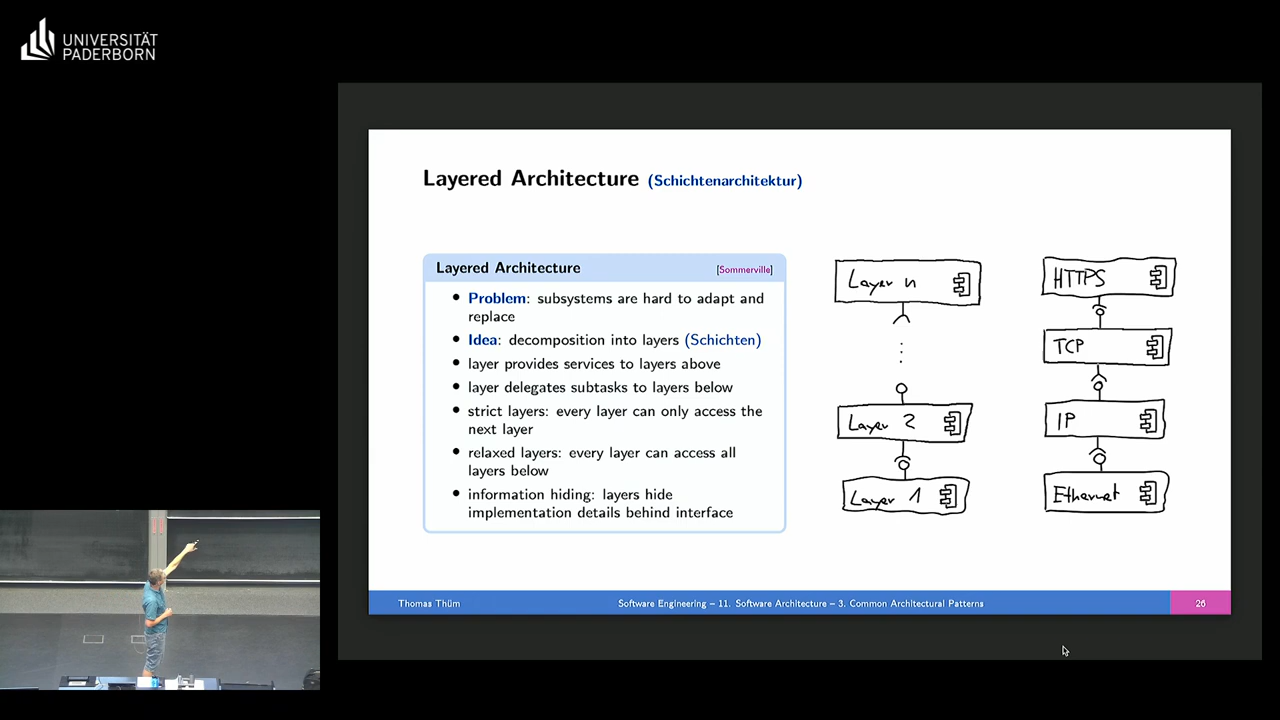 UNIVERSITÄT
PADERBORN
Layered Architecture (Schichtenarchitektur)
Layered Architecture [Sommerville]
• Problem: subsystems are hard to adapt and
replace
• Idea: decomposition into layers (Schichten)
• layer provides services to layers above
• layer delegates subtasks to layers below
• strict layers: every layer can only access the
next layer
• relaxed layers: every layer can access all
layers below
• information hiding: layers hide
implementation details behind interface
Layer n
Layer 2
Layer 1
HTTPS
TCP
IP
Ethernet
Thomas Thüm
Software Engineering – 11. Software Architecture – 3. Common Architectural Patterns
26